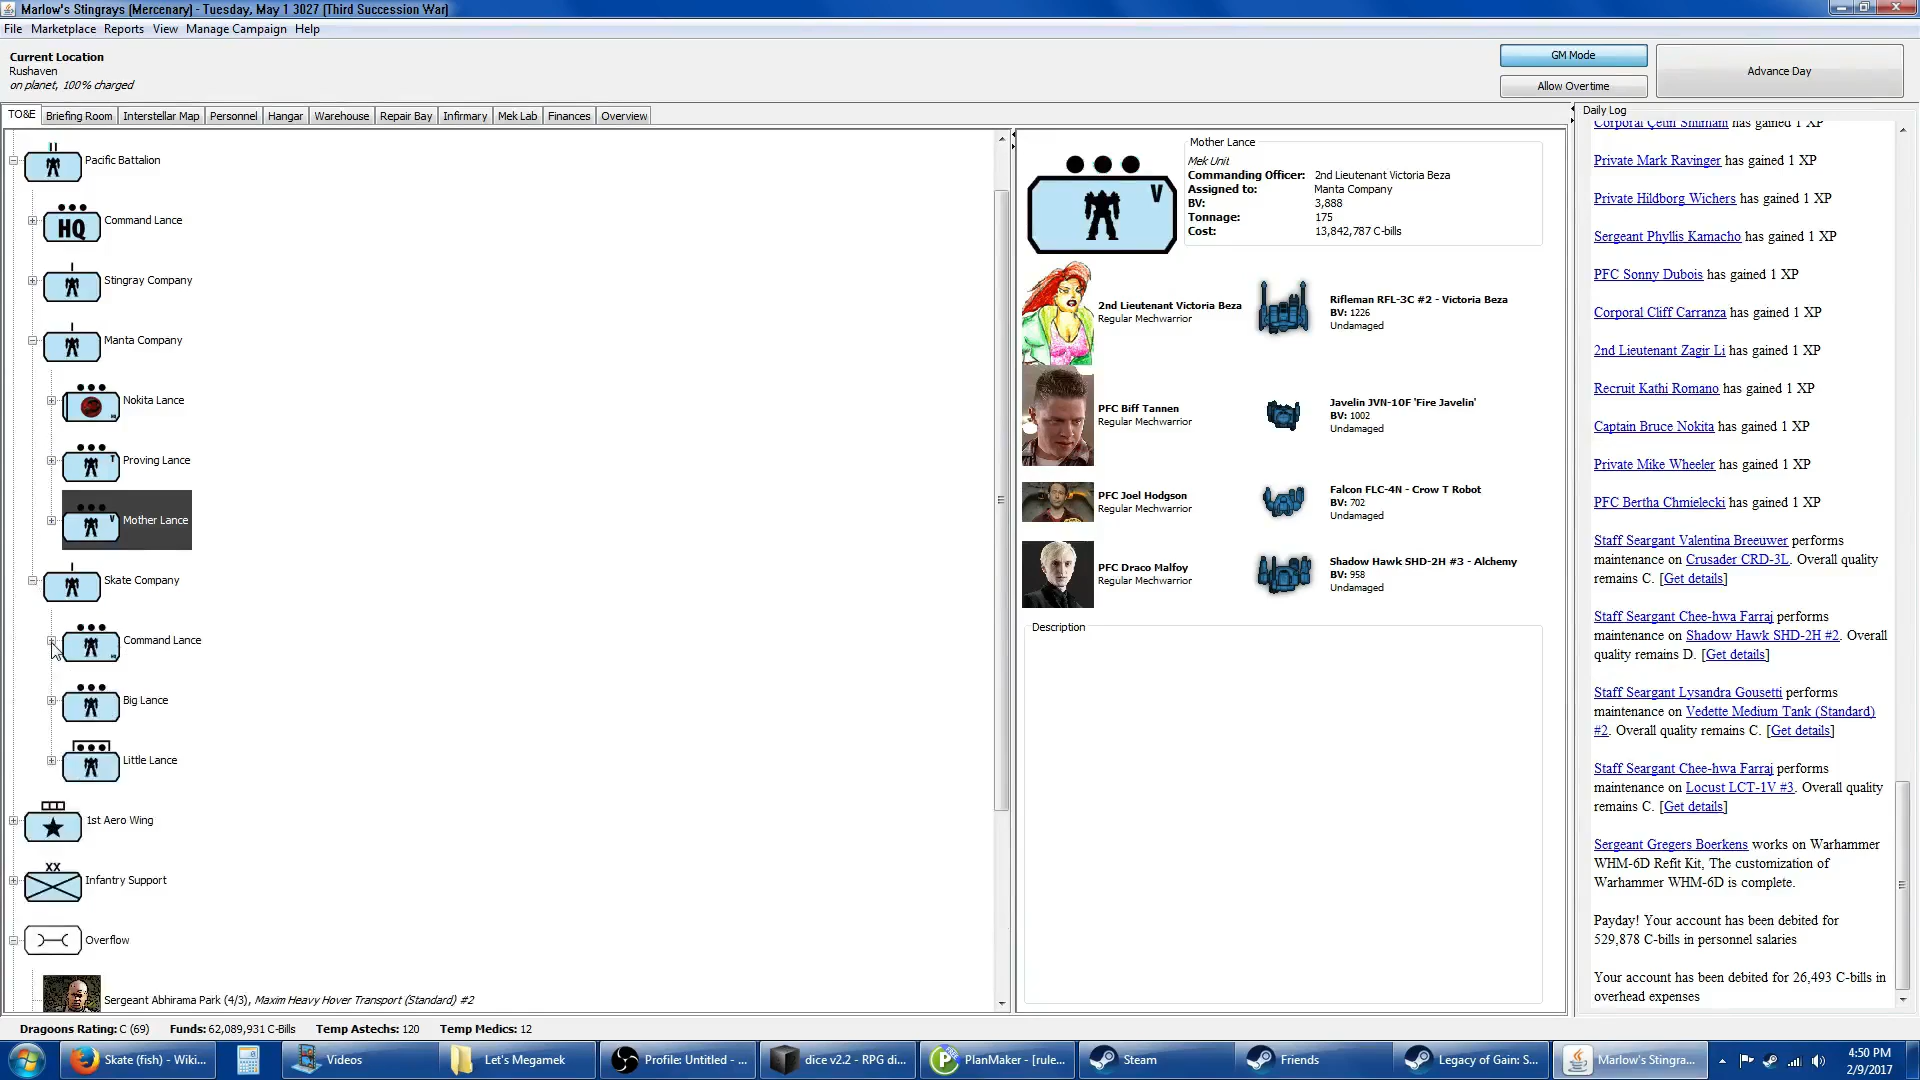 Marlow's Stingrays (Mercenary) - Tuesday, May 1 3027 (Third Succession War)
File Marketplace Reports View Manage Campaign Help
Current Location
Rushaven
on planet, 100% charged
GM Mode
Allow Overtime
Advance Day
TO&E Briefing Room Interstellar Map Personnel Hangar Warehouse Repair Bay Infirmary Mek Lab Finances Overview
Pacific Battalion
HQ Command Lance
Stingray Company
Manta Company
Nokita Lance
T Proving Lance
V Mother Lance
Skate Company
Command Lance
Big Lance
Little Lance
1st Aero Wing
XX
Infantry Support
Overflow
Sergeant Abhirama Park (4/3), Maxim Heavy Hover Transport (Standard) #2
V
Mother Lance
Mek Unit
Commanding Officer: 2nd Lieutenant Victoria Beza
Assigned to: Manta Company
BV: 3,888
Tonnage: 175
Cost: 13,842,787 C-bills
2nd Lieutenant Victoria Beza
Regular Mechwarrior
Rifleman RFL-3C #2 - Victoria Beza
BV: 1226
Undamaged
PFC Biff Tannen
Regular Mechwarrior
Javelin JVN-10F 'Fire Javelin'
BV: 1002
Undamaged
PFC Joel Hodgson
Regular Mechwarrior
Falcon FLC-4N - Crow T Robot
BV: 702
Undamaged
PFC Draco Malfoy
Regular Mechwarrior
Shadow Hawk SHD-2H #3 - Alchemy
BV: 958
Undamaged
Description
Daily Log
Corporal Çetin Shimani has gained 1 XP
Private Mark Ravinger has gained 1 XP
Private Hildborg Wichers has gained 1 XP
Sergeant Phyllis Kamacho has gained 1 XP
PFC Sonny Dubois has gained 1 XP
Corporal Cliff Carranza has gained 1 XP
2nd Lieutenant Zagir Li has gained 1 XP
Recruit Kathi Romano has gained 1 XP
Captain Bruce Nokita has gained 1 XP
Private Mike Wheeler has gained 1 XP
PFC Bertha Chmielecki has gained 1 XP
Staff Seargant Valentina Breeuwer performs
maintenance on Crusader CRD-3L. Overall quality
remains C. [Get details]
Staff Seargant Chee-hwa Farraj performs
maintenance on Shadow Hawk SHD-2H #2. Overall
quality remains D. [Get details]
Staff Seargant Lysandra Gousetti performs
maintenance on Vedette Medium Tank (Standard)
#2. Overall quality remains C. [Get details]
Staff Seargant Chee-hwa Farraj performs
maintenance on Locust LCT-1V #3. Overall quality
remains C. [Get details]
Sergeant Gregers Boerkens works on Warhammer
WHM-6D Refit Kit, The customization of
Warhammer WHM-6D is complete.
Payday! Your account has been debited for
529,878 C-bills in personnel salaries
Your account has been debited for 26,493 C-bills in
overhead expenses
Dragoons Rating: C (69) Funds: 62,089,931 C-Bills Temp Astechs: 120 Temp Medics: 12
Skate (fish) - Wiki... Videos Let's Megamek Profile: Untitled - ... dice v2.2 - RPG di... PlanMaker - [rule... Steam Friends Legacy of Gain: S... Marlow's Stingra...
4:50 PM
2/9/2017